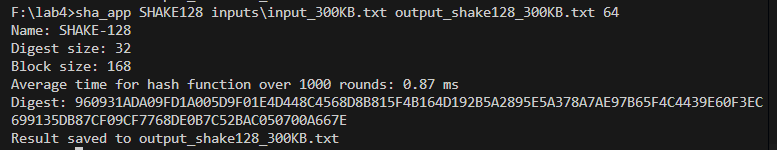 F:\lab4>sha_app SHAKE128 inputs\input_300KB.txt output_shake128_300KB.txt 64
Name: SHAKE-128
Digest size: 32
Block size: 168
Average time for hash function over 1000 rounds: 0.87 ms
Digest: 960931ADA09FD1A005D9F01E4D448C4568D8B815F4B164D192B5A2895E5A378A7AE97B65F4C4439E60F3EC
699135DB87CF09CF7768DE0B7C52BAC050700A667E
Result saved to output_shake128_300KB.txt